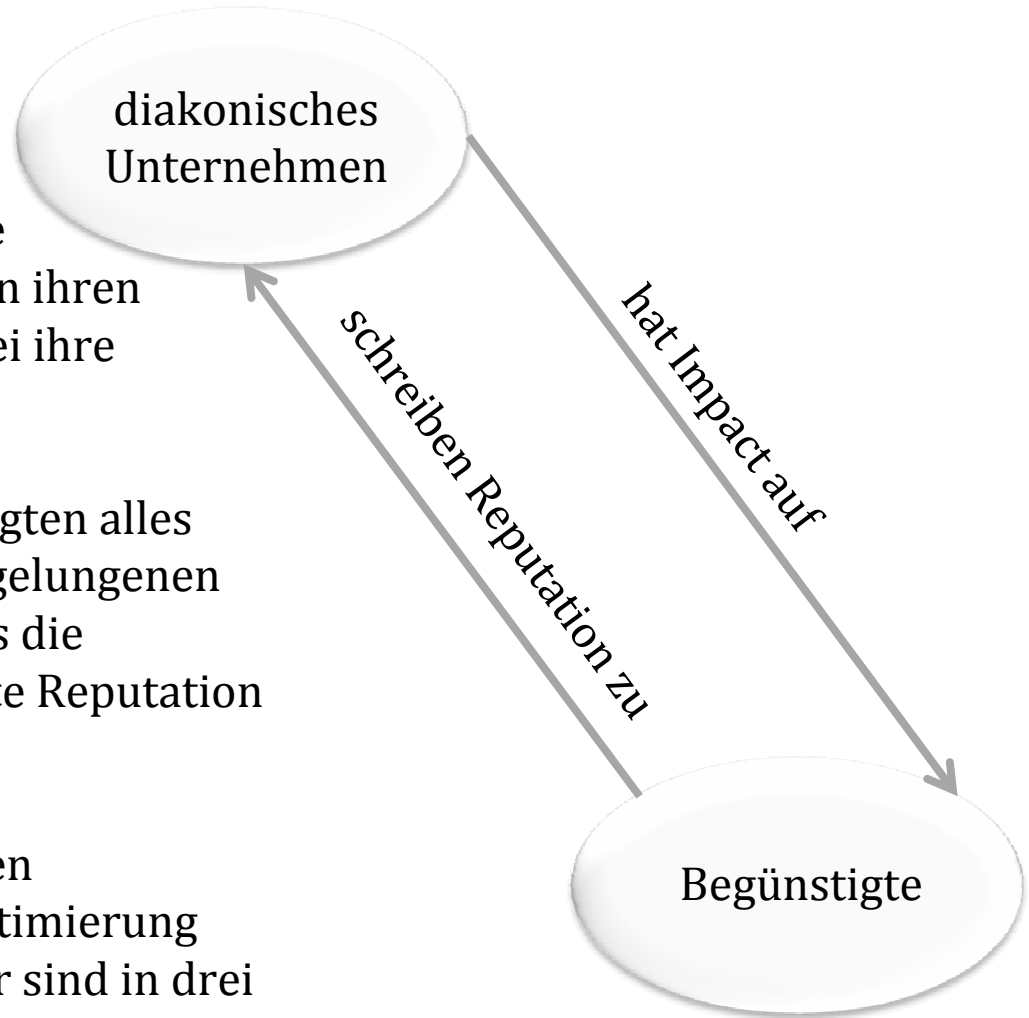 diakonisches
Unternehmen
e
n ihren
ei ihre
hat Impact auf
schreiben Reputation zu
gten alles
gelungenen
s die
te Reputation
en
timierung
r sind in drei
Begünstigte